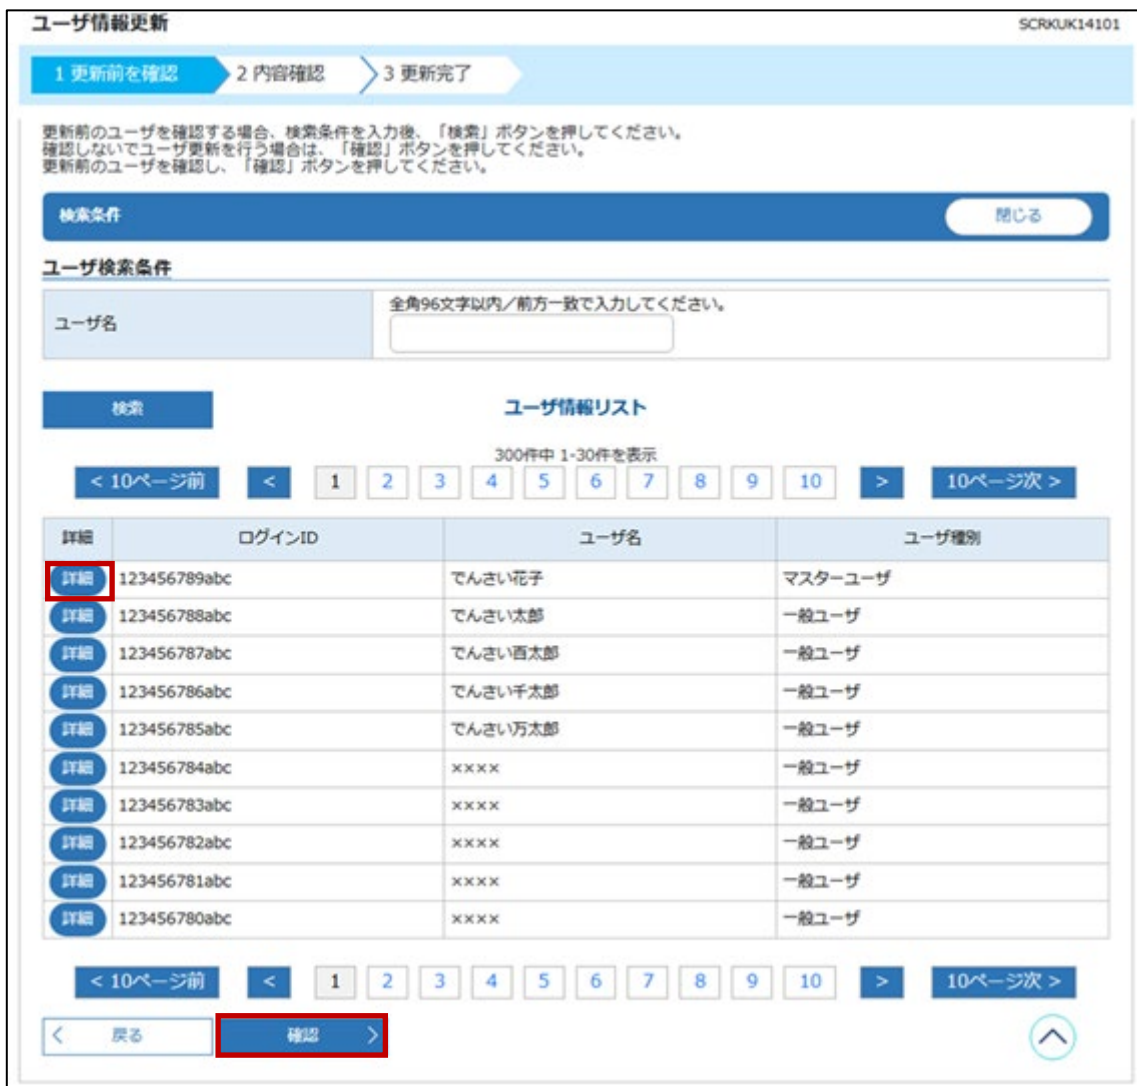 ユーザ情報更新 SCRKUK14101
1 更新前を確認 2 内容確認 3 更新完了
更新前のユーザを確認する場合、検索条件を入力後、「検索」ボタンを押してください。
確認しないでユーザ更新を行う場合は、「確認」ボタンを押してください。
更新前のユーザを確認し、「確認」ボタンを押してください。
検索条件 閉じる
ユーザ検索条件
全角96文字以内/前方一致で入力してください。
ユーザ名
検索 ユーザ情報リスト
300件中 1-30件を表示
< 10ページ前 < 1 2 3 4 5 6 7 8 9 10 > 10ページ次 >
詳細 ログインID ユーザ名 ユーザ種別
詳細 123456789abc でんさい花子 マスターユーザ
詳細 123456788abc でんさい太郎 一般ユーザ
詳細 123456787abc でんさい百太郎 一般ユーザ
詳細 123456786abc でんさい千太郎 一般ユーザ
詳細 123456785abc でんさい万太郎 一般ユーザ
詳細 123456784abc ×××× 一般ユーザ
詳細 123456783abc ×××× 一般ユーザ
詳細 123456782abc ×××× 一般ユーザ
詳細 123456781abc ×××× 一般ユーザ
詳細 123456780abc ×××× 一般ユーザ
< 10ページ前 < 1 2 3 4 5 6 7 8 9 10 > 10ページ次 >
< 戻る 確認 >